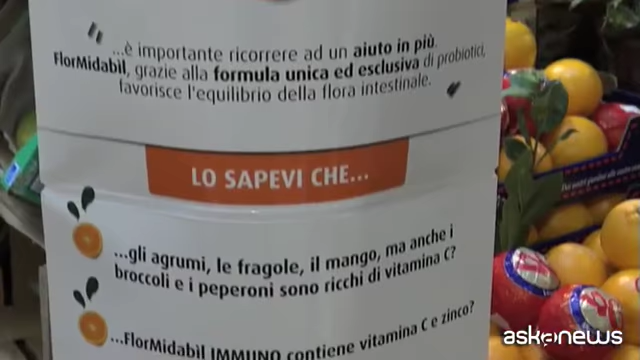 ...è importante ricorrere ad un aiuto in più.
FlorMidabìl, grazie alla formula unica ed esclusiva di probiotici,
favorisce l'equilibrio della flora intestinale.
LO SAPEVI CHE...
...gli agrumi, le fragole, il mango, ma anche i
broccoli e i peperoni sono ricchi di vitamina C?
...FlorMidabìl IMMUNO contiene vitamina C e zinco?
askanews